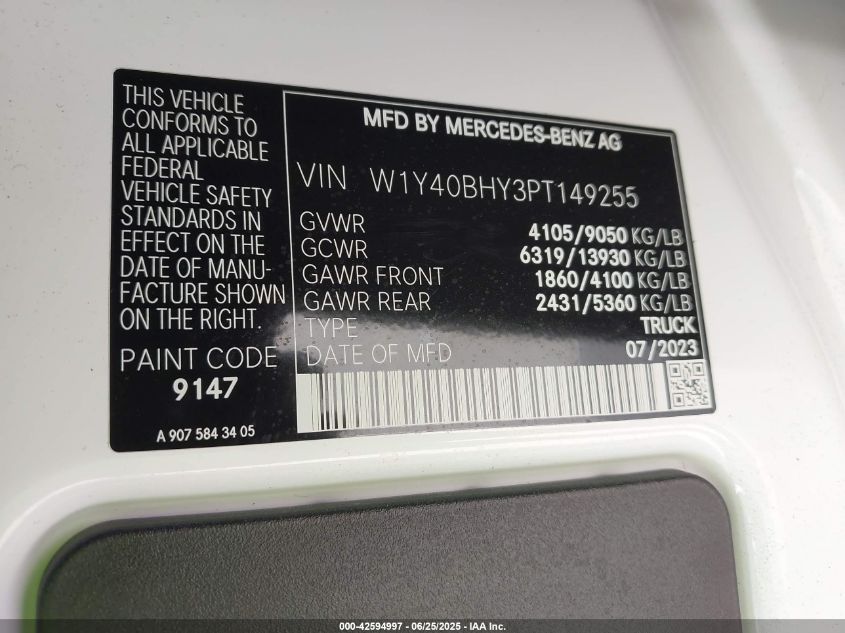 THIS VEHICLE
CONFORMS TO
ALL APPLICABLE
FEDERAL
VEHICLE SAFETY
STANDARDS IN
EFFECT ON THE
DATE OF MANU-
FACTURE SHOWN
ON THE RIGHT.
PAINT CODE
9147
A 907 584 34 05
MFD BY MERCEDES-BENZ AG
VIN W1Y40BHY3PT149255
GVWR 4105/9050 KG/LB
GCWR 6319/13930 KG/LB
GAWR FRONT 1860/4100 KG/LB
GAWR REAR 2431/5360 KG/LB
TYPE TRUCK
DATE OF MFD 07/2023
000-42594997 - 06/25/2025 - IAA Inc.